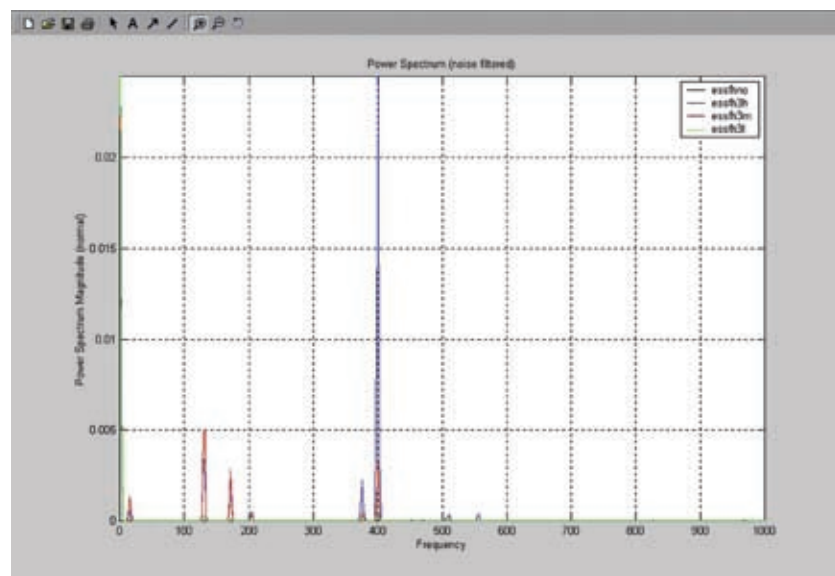 A
Power Spectrum (noise filtered)
Power Spectrum Magnitude (normal)
0.02
0.015
0.01
0.005
0
0 100 200 300 400 500 600 700 800 900 1000
Frequency